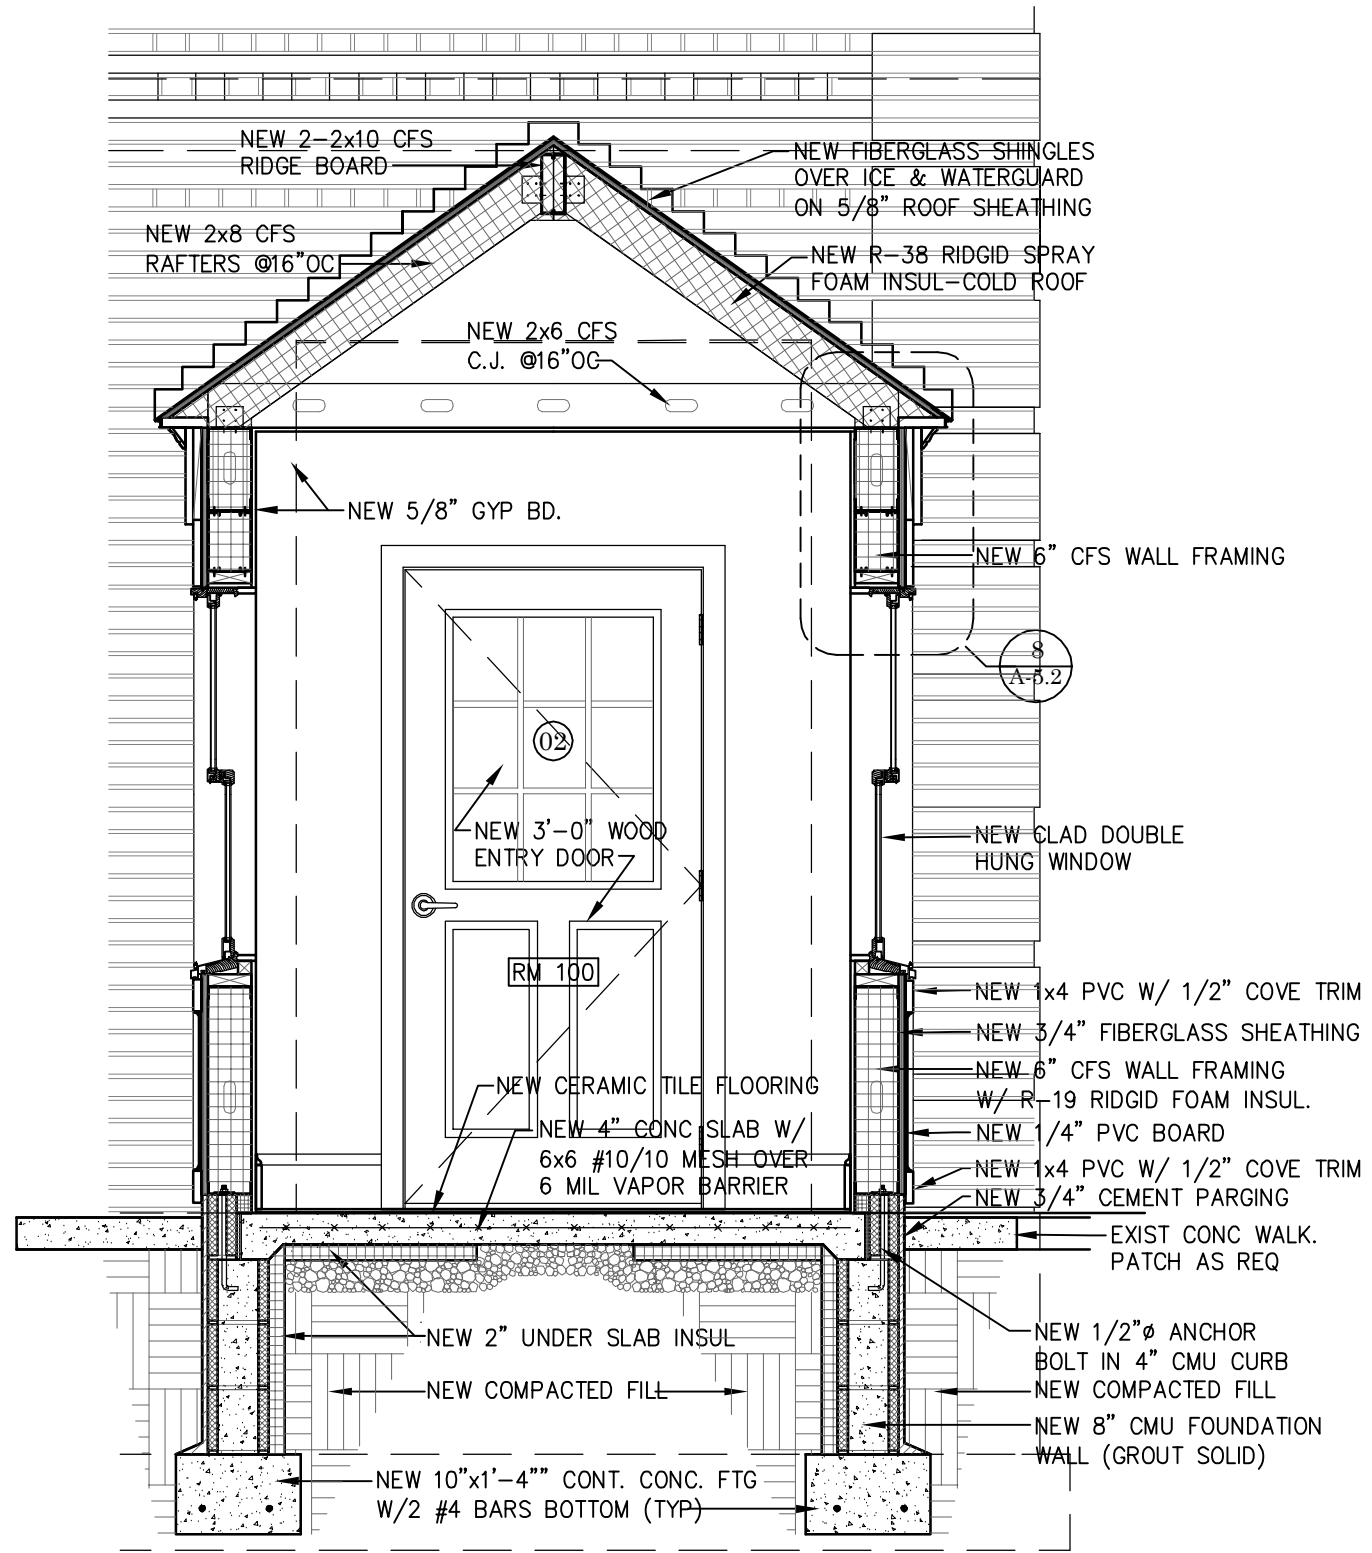 NEW 2-2x10 CFS
RIDGE BOARD
NEW FIBERGLASS SHINGLES
OVER ICE & WATERGUARD
ON 5/8" ROOF SHEATHING
NEW 2x8 CFS
RAFTERS @16"OC
NEW R-38 RIDGID SPRAY
FOAM INSUL-COLD ROOF
NEW 2x6 CFS
C.J. @16"OC
NEW 5/8" GYP BD.
NEW 6" CFS WALL FRAMING
8
A-5.2
02
NEW 3'-0" WOOD
ENTRY DOOR
NEW CLAD DOUBLE
HUNG WINDOW
RM 100
NEW 1x4 PVC W/ 1/2" COVE TRIM
NEW 3/4" FIBERGLASS SHEATHING
NEW 6" CFS WALL FRAMING
W/ R-19 RIDGID FOAM INSUL.
NEW 1/4" PVC BOARD
NEW 1x4 PVC W/ 1/2" COVE TRIM
NEW 3/4" CEMENT PARGING
NEW CERAMIC TILE FLOORING
NEW 4" CONC SLAB W/
6x6 #10/10 MESH OVER
6 MIL VAPOR BARRIER
EXIST CONC WALK.
PATCH AS REQ
NEW 2" UNDER SLAB INSUL
NEW 1/2"ø ANCHOR
BOLT IN 4" CMU CURB
NEW COMPACTED FILL
NEW COMPACTED FILL
NEW 8" CMU FOUNDATION
WALL (GROUT SOLID)
NEW 10"x1'-4"" CONT. CONC. FTG
W/2 #4 BARS BOTTOM (TYP)